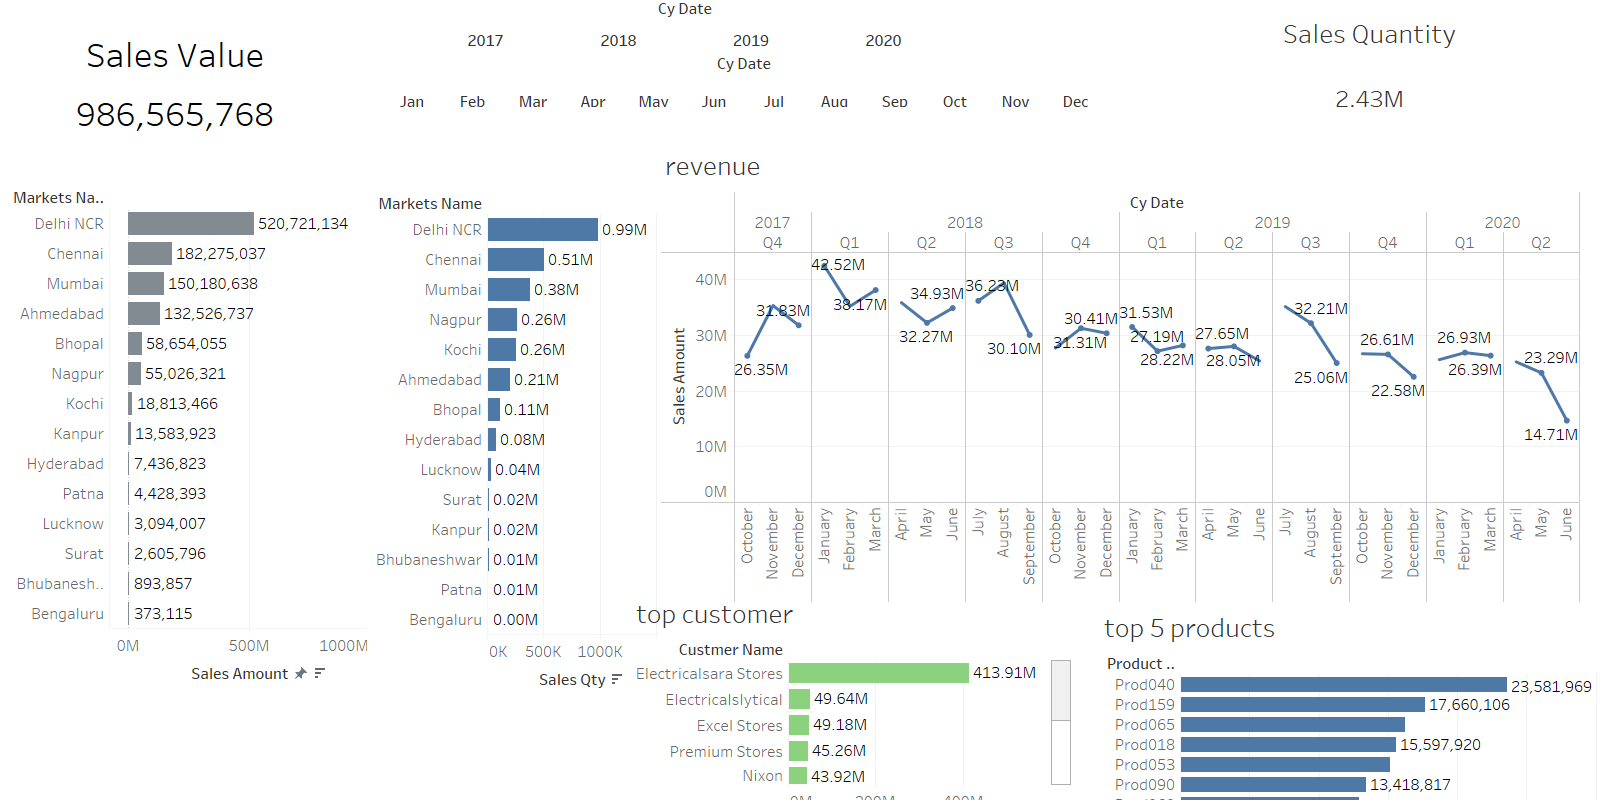 Cy Date
2017 2018 2019 2020
Cy Date
Jan Feb Mar Apr May Jun Jul Aug Sep Oct Nov Dec
Sales Value
986,565,768
Sales Quantity
2.43M
Markets Na..
Delhi NCR 520,721,134
Chennai 182,275,037
Mumbai 150,180,638
Ahmedabad 132,526,737
Bhopal 58,654,055
Nagpur 55,026,321
Kochi 18,813,466
Kanpur 13,583,923
Hyderabad 7,436,823
Patna 4,428,393
Lucknow 3,094,007
Surat 2,605,796
Bhubanesh.. 893,857
Bengaluru 373,115
0M 500M 1000M
Sales Amount
Markets Name
Delhi NCR 0.99M
Chennai 0.51M
Mumbai 0.38M
Nagpur 0.26M
Kochi 0.26M
Ahmedabad 0.21M
Bhopal 0.11M
Hyderabad 0.08M
Lucknow 0.04M
Surat 0.02M
Kanpur 0.02M
Bhubaneshwar 0.01M
Patna 0.01M
Bengaluru 0.00M
0K 500K 1000K
Sales Qty
revenue
Cy Date
2017 2018 2019 2020
Q4 Q1 Q2 Q3 Q4 Q1 Q2 Q3 Q4 Q1 Q2
Sales Amount
40M
30M
20M
10M
0M
26.35M 31.83M 42.52M 38.17M 34.93M 32.27M 36.23M 30.10M 30.41M 31.31M 31.53M 27.19M 28.22M 27.65M 28.05M 32.21M 25.06M 26.61M 22.58M 26.93M 26.39M 23.29M 14.71M
October November December January February March April May June July August September October November December January February March April May June July August September October November December January February March April May June
top customer
Custmer Name
Electricalsara Stores 413.91M
Electricalslytical 49.64M
Excel Stores 49.18M
Premium Stores 45.26M
Nixon 43.92M
0M 200M 400M
top 5 products
Product ..
Prod040 23,581,969
Prod159 17,660,106
Prod065
Prod018 15,597,920
Prod053
Prod090 13,418,817